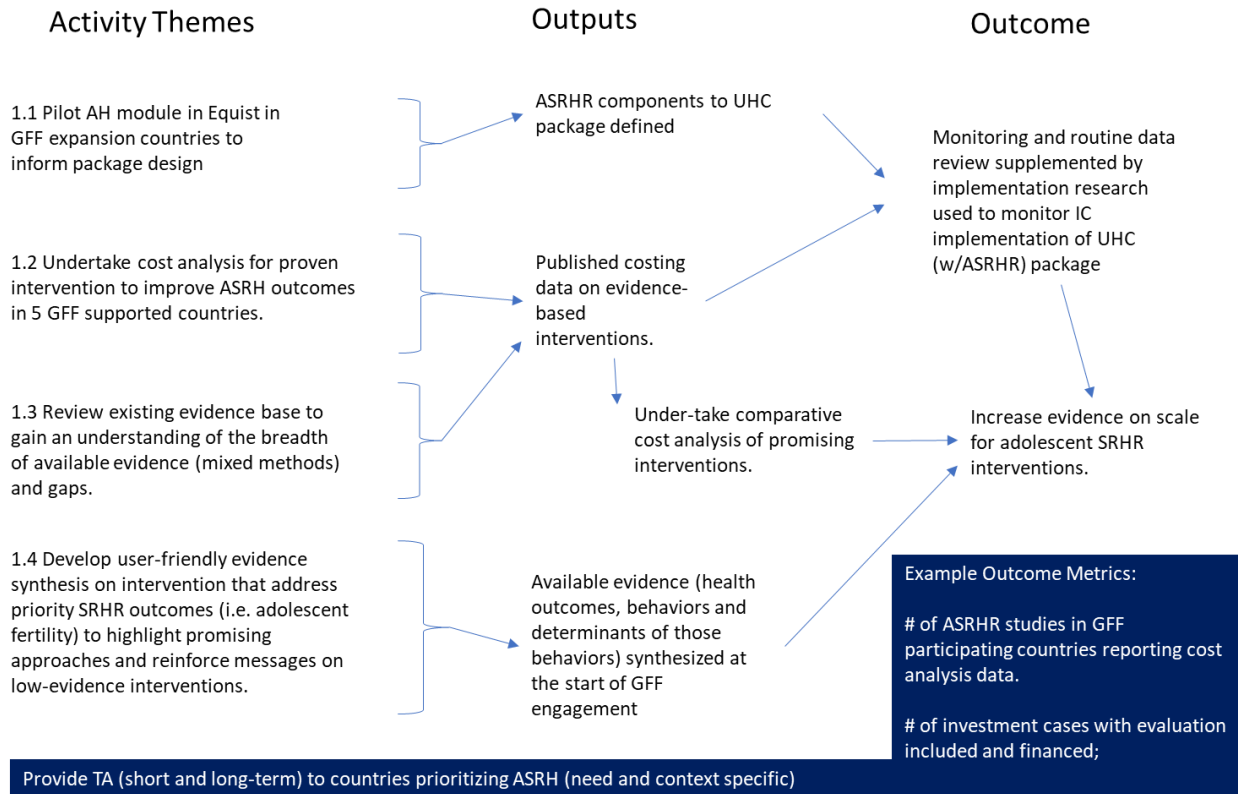 Activity Themes
Outputs
Outcome
1.1 Pilot AH module in Equist in
GFF expansion countries to
inform package design
ASRHR components to UHC
package defined
Monitoring and routine data
review supplemented by
implementation research
used to monitor IC
implementation of UHC
(w/ASRHR) package
1.2 Undertake cost analysis for proven
intervention to improve ASRH outcomes
in 5 GFF supported countries.
Published costing
data on evidence-
based
interventions.
1.3 Review existing evidence base to
gain an understanding of the breadth
of available evidence (mixed methods)
and gaps.
Under-take comparative
cost analysis of promising
interventions.
Increase evidence on scale
for adolescent SRHR
interventions.
1.4 Develop user-friendly evidence
synthesis on intervention that address
priority SRHR outcomes (i.e. adolescent
fertility) to highlight promising
approaches and reinforce messages on
low-evidence interventions.
Available evidence (health
outcomes, behaviors and
determinants of those
behaviors) synthesized at
the start of GFF
engagement
Example Outcome Metrics:
# of ASRHR studies in GFF
participating countries reporting cost
analysis data.
# of investment cases with evaluation
included and financed;
Provide TA (short and long-term) to countries prioritizing ASRH (need and context specific)